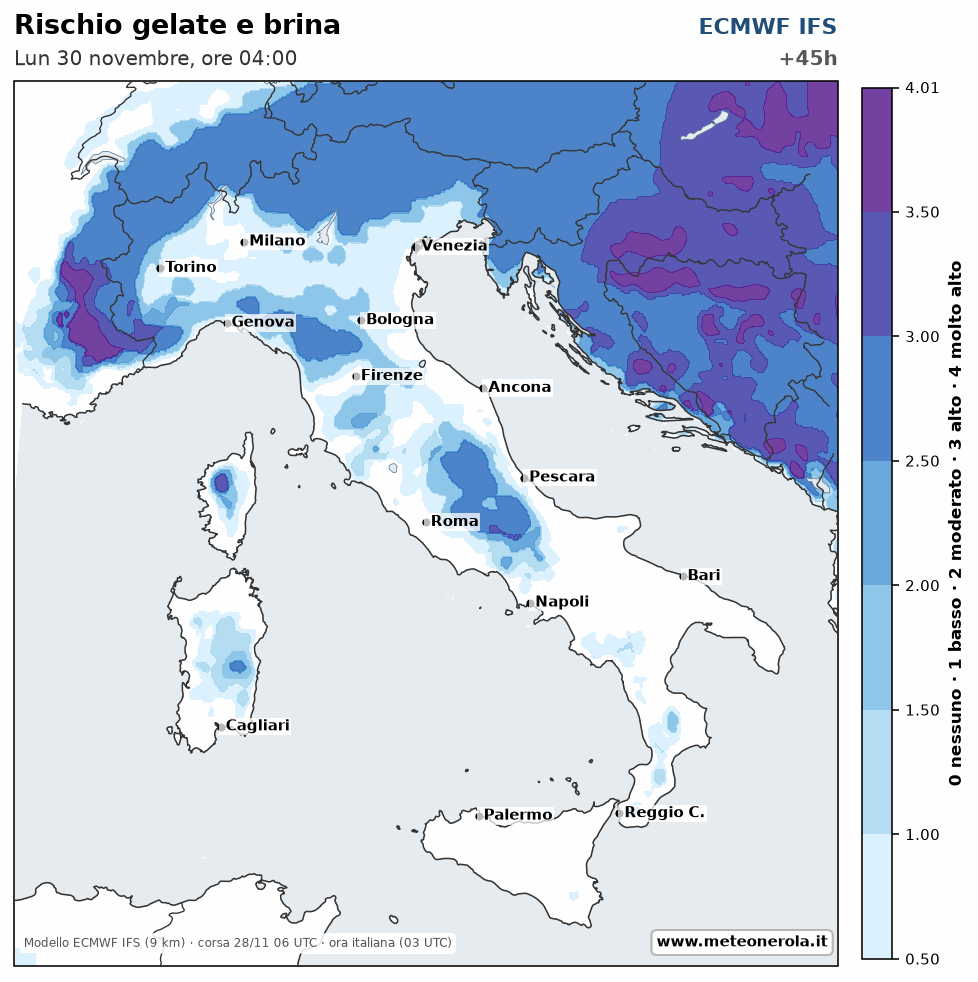 Rischio gelate e brina
ECMWF IFS
Lun 30 novembre, ore 04:00
+45h
4.01
3.50
3.00
2.50
2.00
1.50
1.00
0.50
0 nessuno · 1 basso · 2 moderato · 3 alto · 4 molto alto
Milano
Venezia
Torino
Genova
Bologna
Firenze
Ancona
Pescara
Roma
Bari
Napoli
Cagliari
Palermo
Reggio C.
Modello ECMWF IFS (9 km) · corsa 28/11 06 UTC · ora italiana (03 UTC)
www.meteonerola.it